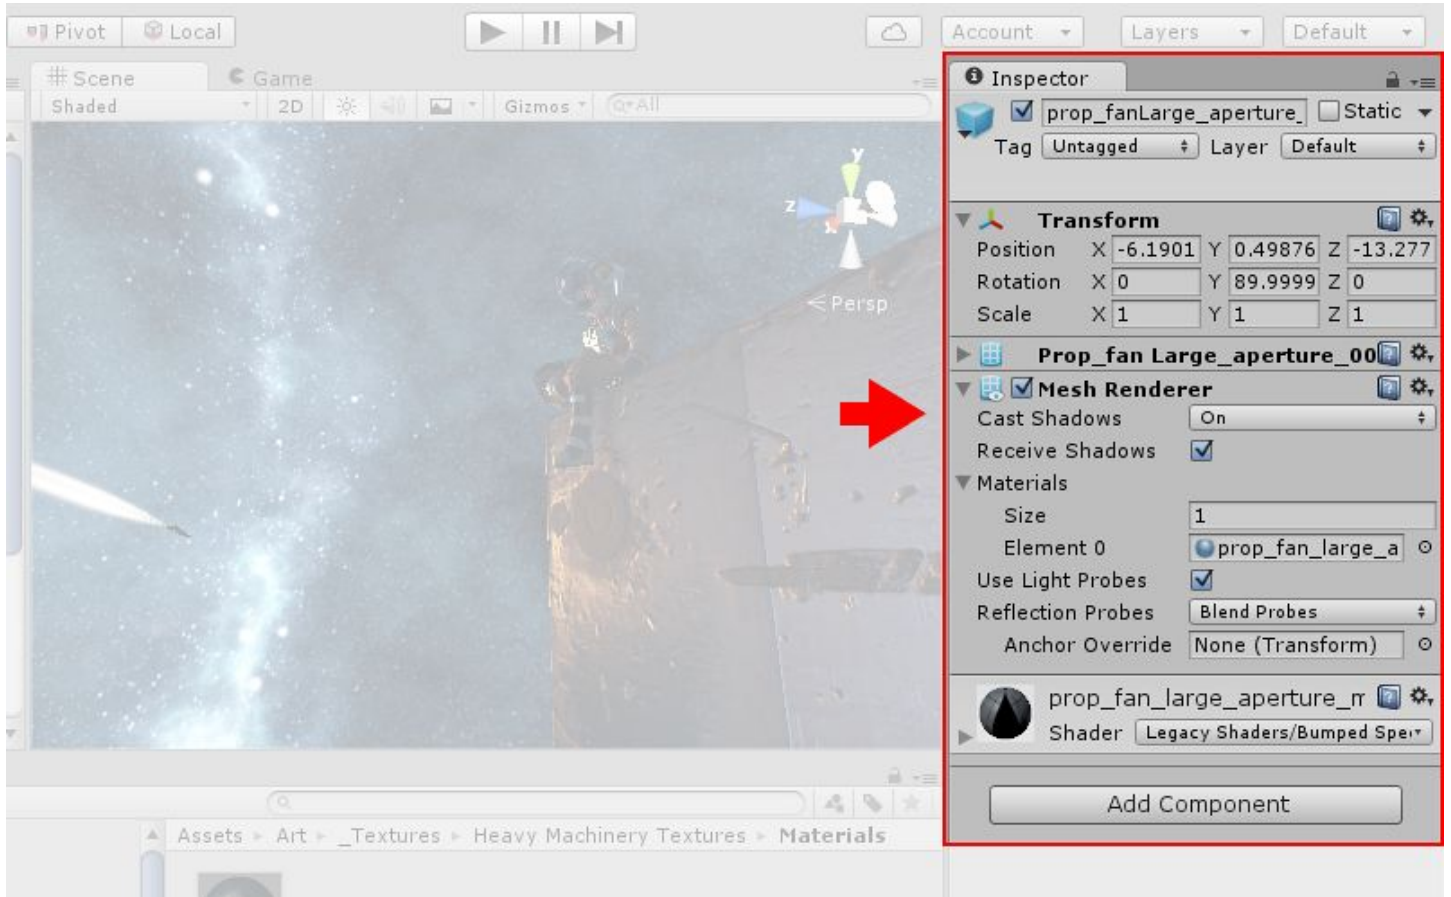 Pivot Local Account Layers Default
Scene Game Inspector
Shaded 2D Gizmos All
prop_fanLarge_aperture_ Static
Tag Untagged Layer Default
Transform
Position X -6.1901 Y 0.49876 Z -13.277
Rotation X 0 Y 89.9999 Z 0
Scale X 1 Y 1 Z 1
y
z
x
Persp
Prop_fan Large_aperture_00
Mesh Renderer
Cast Shadows On
Receive Shadows
Materials
Size 1
Element 0 prop_fan_large_a
Use Light Probes
Reflection Probes Blend Probes
Anchor Override None (Transform)
prop_fan_large_aperture_m
Shader Legacy Shaders/Bumped Spe
Add Component
Assets Art _Textures Heavy Machinery Textures Materials